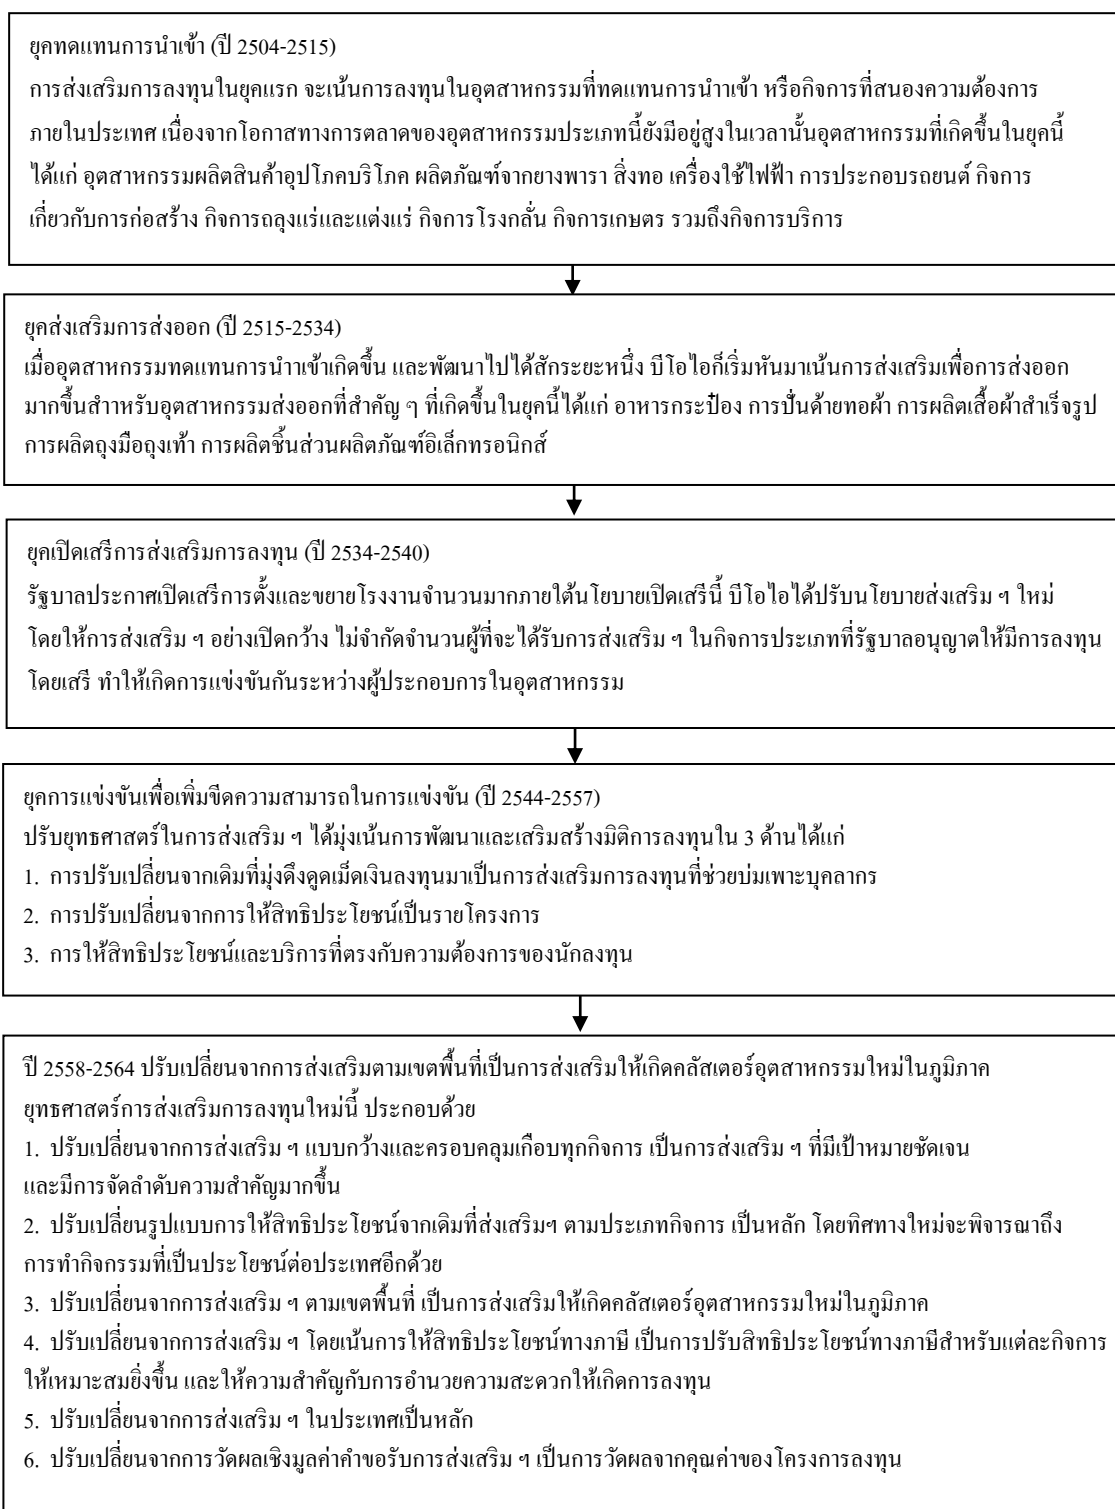 ยุคทดแทนการนำเข้า (ปี 2504-2515)
การส่งเสริมการลงทุนในยุคแรก จะเน้นการลงทุนในอุตสาหกรรมที่ทดแทนการนำาเข้า หรือกิจการที่สนองความต้องการ
ภายในประเทศ เนื่องจากโอกาสทางการตลาดของอุตสาหกรรมประเภทนี้ยังมีอยู่สูงในเวลานั้นอุตสาหกรรมที่เกิดขึ้นในยุคนี้
ได้แก่ อุตสาหกรรมผลิตสินค้าอุปโภคบริโภค ผลิตภัณฑ์จากยางพารา สิ่งทอ เครื่องใช้ไฟฟ้า การประกอบรถยนต์ กิจการ
เกี่ยวกับการก่อสร้าง กิจการถลุงแร่และแต่งแร่ กิจการโรงกลั่น กิจการเกษตร รวมถึงกิจการบริการ
ยุคส่งเสริมการส่งออก (ปี 2515-2534)
เมื่ออุตสาหกรรมทดแทนการนำาเข้าเกิดขึ้น และพัฒนาไปได้สักระยะหนึ่ง บีโอไอก็เริ่มหันมาเน้นการส่งเสริมเพื่อการส่งออก
มากขึ้นสำาหรับอุตสาหกรรมส่งออกที่สำคัญ ๆ ที่เกิดขึ้นในยุคนี้ได้แก่ อาหารกระป๋อง การปั่นด้ายทอผ้า การผลิตเสื้อผ้าสำเร็จรูป
การผลิตถุงมือถุงเท้า การผลิตชิ้นส่วนผลิตภัณฑ์อิเล็กทรอนิกส์
ยุคเปิดเสรีการส่งเสริมการลงทุน (ปี 2534-2540)
รัฐบาลประกาศเปิดเสรีการตั้งและขยายโรงงานจำนวนมากภายใต้นโยบายเปิดเสรีนี้ บีโอไอได้ปรับนโยบายส่งเสริม ฯ ใหม่
โดยให้การส่งเสริม ฯ อย่างเปิดกว้าง ไม่จำกัดจำนวนผู้ที่จะได้รับการส่งเสริม ฯ ในกิจการประเภทที่รัฐบาลอนุญาตให้มีการลงทุน
โดยเสรี ทำให้เกิดการแข่งขันกันระหว่างผู้ประกอบการในอุตสาหกรรม
ยุคการแข่งขันเพื่อเพิ่มขีดความสามารถในการแข่งขัน (ปี 2544-2557)
ปรับยุทธศาสตร์ในการส่งเสริม ฯ ได้มุ่งเน้นการพัฒนาและเสริมสร้างมิติการลงทุนใน 3 ด้านได้แก่
1. การปรับเปลี่ยนจากเดิมที่มุ่งดึงดูดเม็ดเงินลงทุนมาเป็นการส่งเสริมการลงทุนที่ช่วยบ่มเพาะบุคลากร
2. การปรับเปลี่ยนจากการให้สิทธิประโยชน์เป็นรายโครงการ
3. การให้สิทธิประโยชน์และบริการที่ตรงกับความต้องการของนักลงทุน
ปี 2558-2564 ปรับเปลี่ยนจากการส่งเสริมตามเขตพื้นที่เป็นการส่งเสริมให้เกิดคลัสเตอร์อุตสาหกรรมใหม่ในภูมิภาค
ยุทธศาสตร์การส่งเสริมการลงทุนใหม่นี้ ประกอบด้วย
1. ปรับเปลี่ยนจากการส่งเสริม ฯ แบบกว้างและครอบคลุมเกือบทุกกิจการ เป็นการส่งเสริม ฯ ที่มีเป้าหมายชัดเจน
และมีการจัดลำดับความสำคัญมากขึ้น
2. ปรับเปลี่ยนรูปแบบการให้สิทธิประโยชน์จากเดิมที่ส่งเสริมฯ ตามประเภทกิจการ เป็นหลัก โดยทิศทางใหม่จะพิจารณาถึง
การทำกิจกรรมที่เป็นประโยชน์ต่อประเทศอีกด้วย
3. ปรับเปลี่ยนจากการส่งเสริม ฯ ตามเขตพื้นที่ เป็นการส่งเสริมให้เกิดคลัสเตอร์อุตสาหกรรมใหม่ในภูมิภาค
4. ปรับเปลี่ยนจากการส่งเสริม ฯ โดยเน้นการให้สิทธิประโยชน์ทางภาษี เป็นการปรับสิทธิประโยชน์ทางภาษีสำหรับแต่ละกิจการ
ให้เหมาะสมยิ่งขึ้น และให้ความสำคัญกับการอำนวยความสะดวกให้เกิดการลงทุน
5. ปรับเปลี่ยนจากการส่งเสริม ฯ ในประเทศเป็นหลัก
6. ปรับเปลี่ยนจากการวัดผลเชิงมูลค่าคำขอรับการส่งเสริม ฯ เป็นการวัดผลจากคุณค่าของโครงการลงทุน